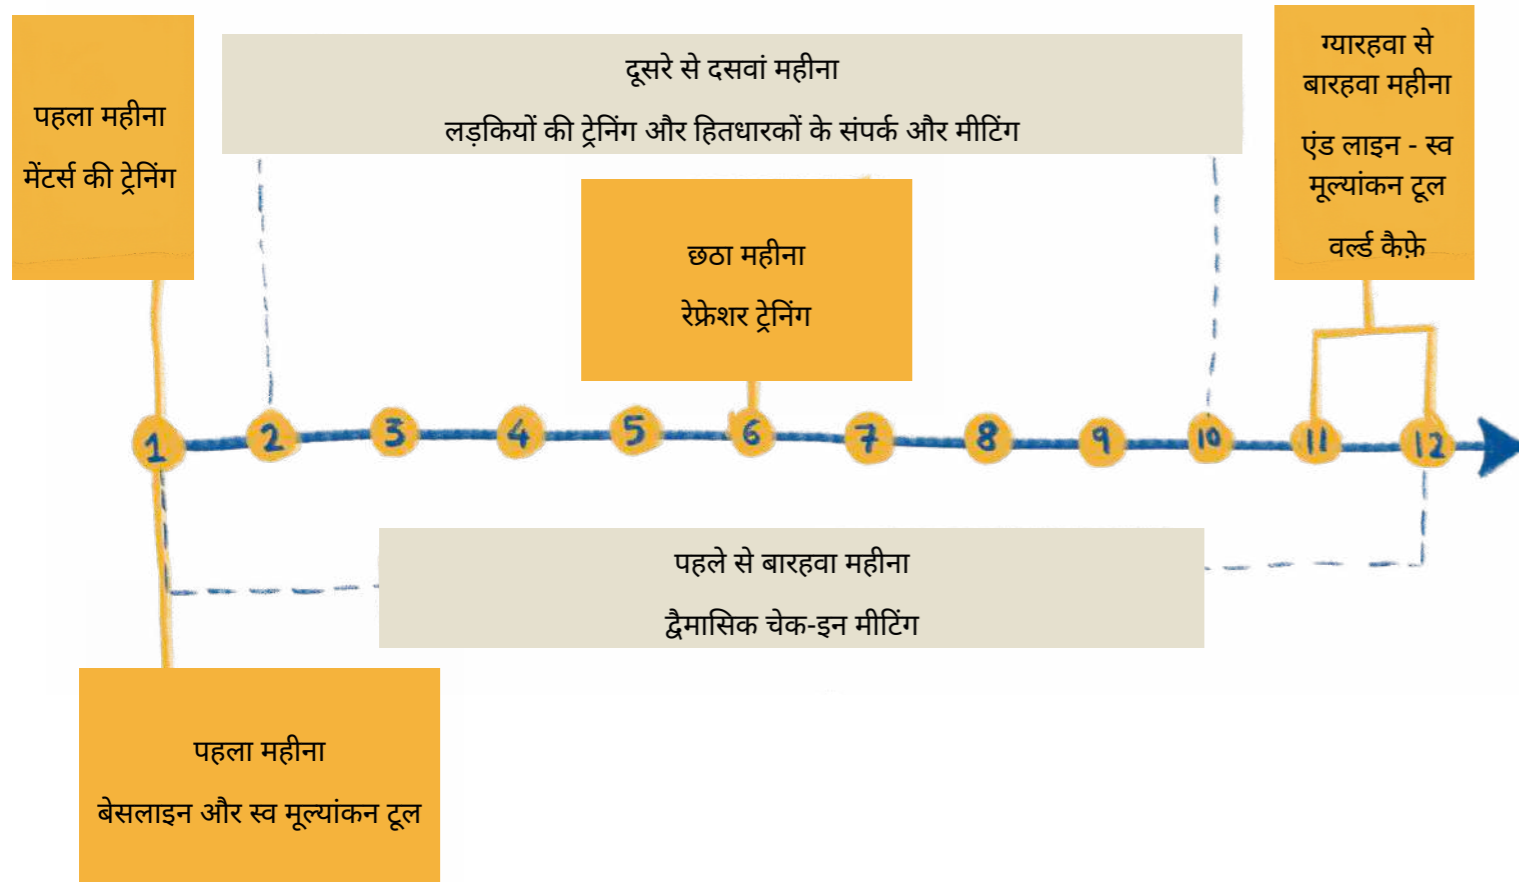 पहला महीना
मेंटर्स की ट्रेनिंग
दूसरे से दसवां महीना
लड़कियों की ट्रेनिंग और हितधारकों के संपर्क और मीटिंग
ग्यारहवा से
बारहवा महीना
एंड लाइन - स्व
मूल्यांकन टूल
वर्ल्ड कैफ़े
छठा महीना
रेफ्रेशर ट्रेनिंग
1 2 3 4 5 6 7 8 9 10 11 12
पहले से बारहवा महीना
द्वैमासिक चेक-इन मीटिंग
पहला महीना
बेसलाइन और स्व मूल्यांकन टूल